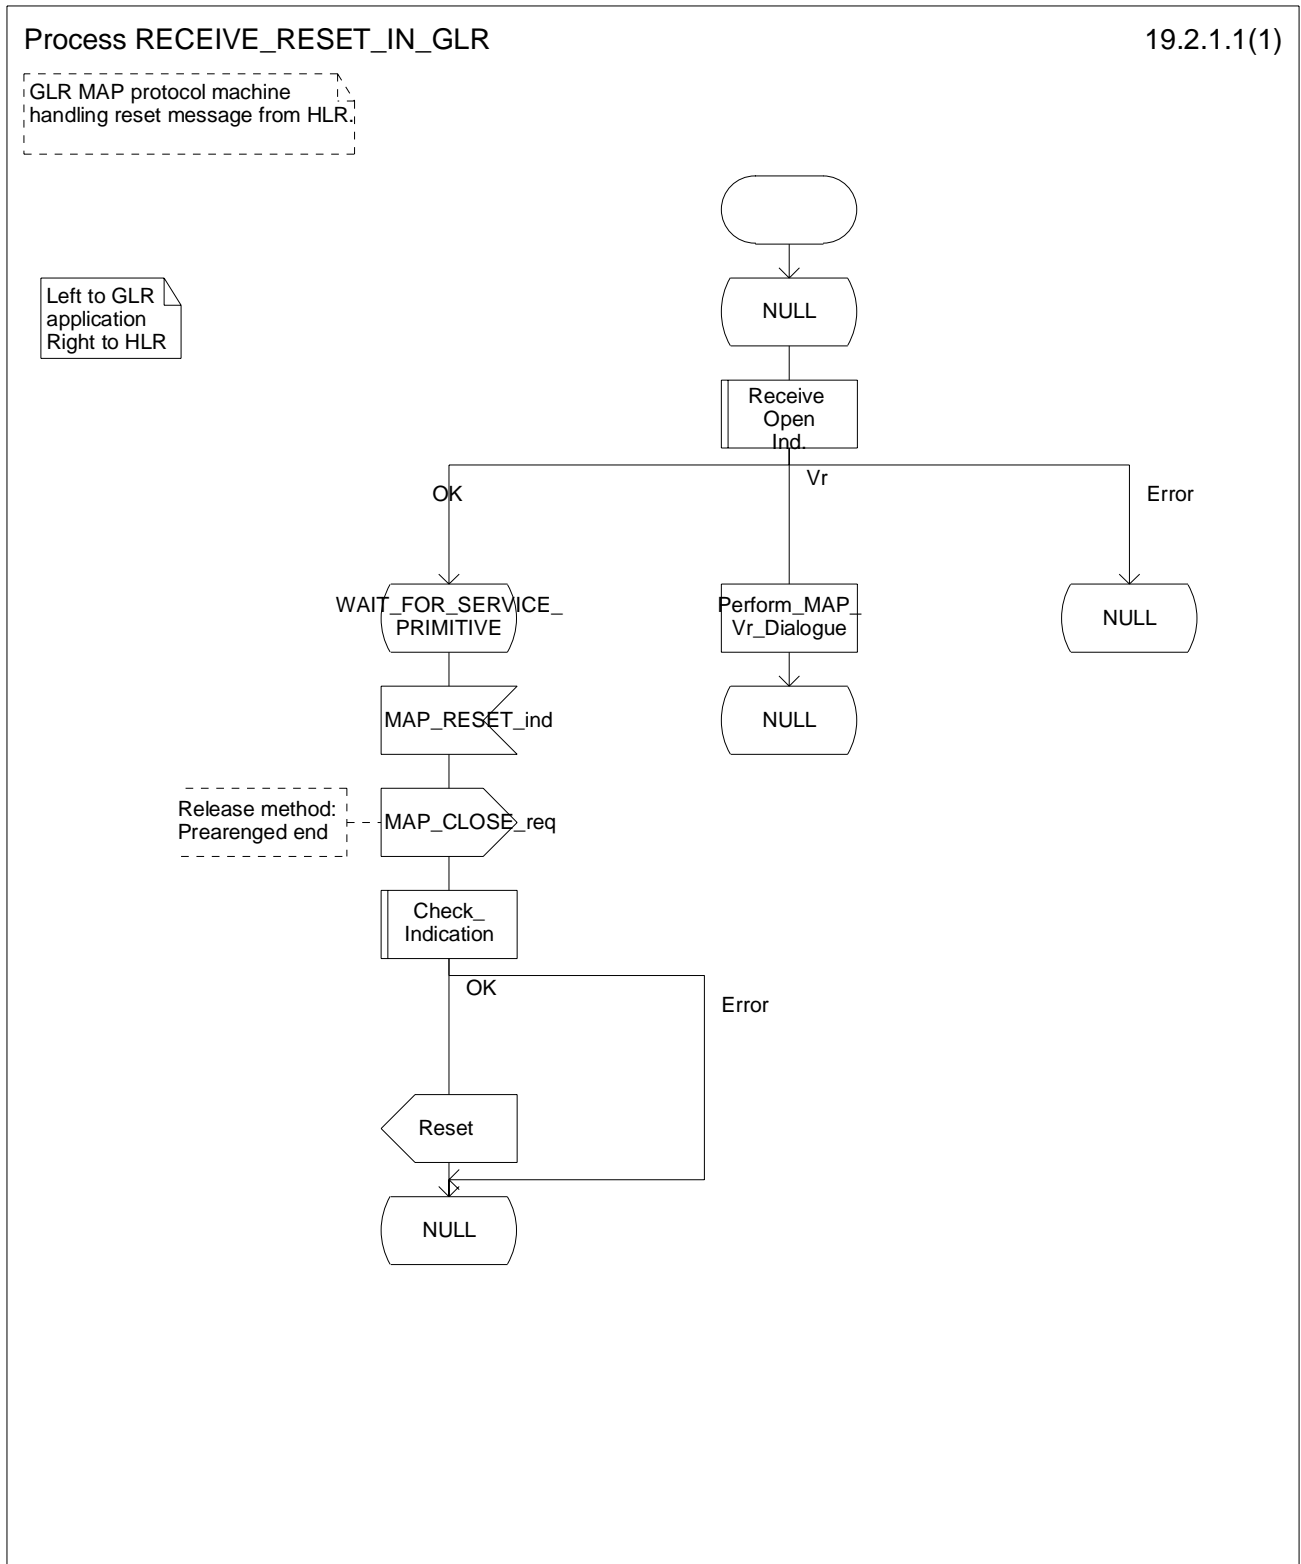 Process RECEIVE_RESET_IN_GLR
19.2.1.1(1)
GLR MAP protocol machine
handling reset message from HLR.
Left to GLR
application
Right to HLR
NULL
Receive
Open
Ind.
OK
Vr
Error
WAIT_FOR_SERVICE_
PRIMITIVE
Perform_MAP_
Vr_Dialogue
NULL
MAP_RESET_ind
NULL
Release method:
Prearenged end
MAP_CLOSE_req
Check_
Indication
OK
Error
Reset
NULL